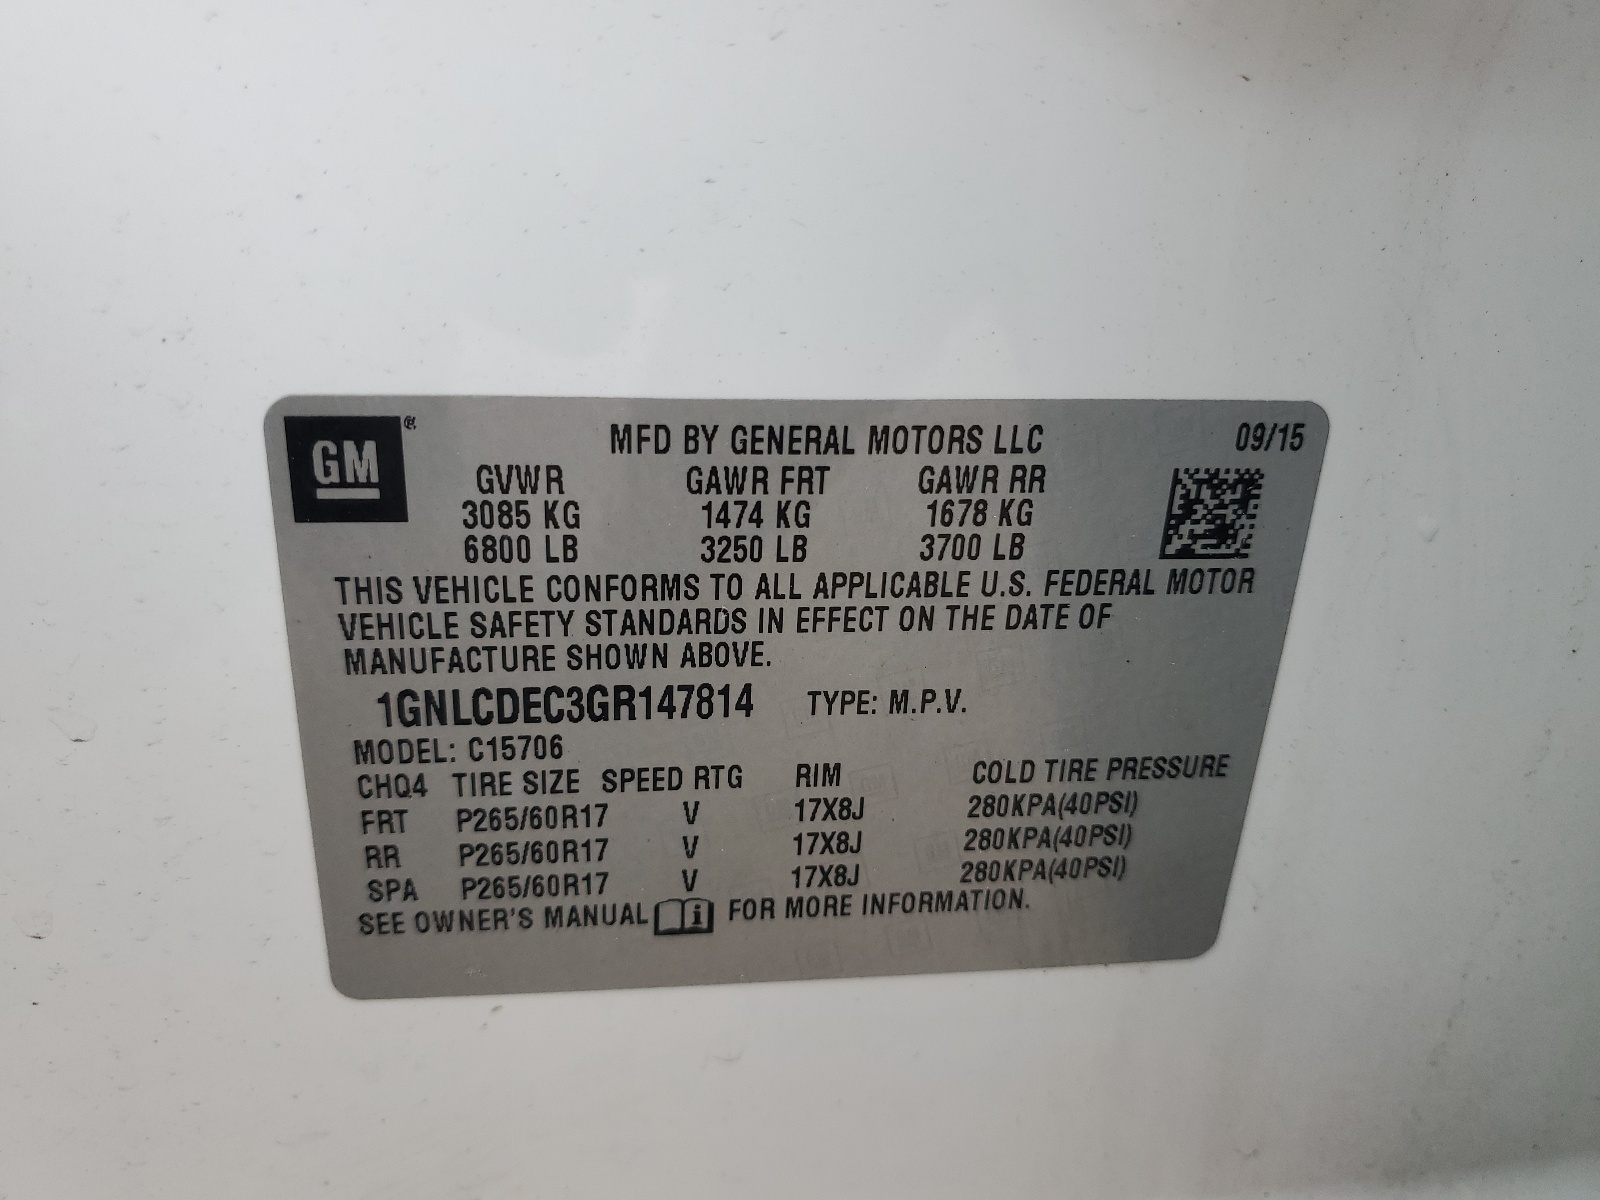 GM®
MFD BY GENERAL MOTORS LLC 09/15
GVWR GAWR FRT GAWR RR
3085 KG 1474 KG 1678 KG
6800 LB 3250 LB 3700 LB
THIS VEHICLE CONFORMS TO ALL APPLICABLE U.S. FEDERAL MOTOR
VEHICLE SAFETY STANDARDS IN EFFECT ON THE DATE OF
MANUFACTURE SHOWN ABOVE.
1GNLCDEC3GR147814 TYPE: M.P.V.
MODEL: C15706
CHQ4 TIRE SIZE SPEED RTG RIM COLD TIRE PRESSURE
FRT P265/60R17 V 17X8J 280KPA(40PSI)
RR P265/60R17 V 17X8J 280KPA(40PSI)
SPA P265/60R17 V 17X8J 280KPA(40PSI)
SEE OWNER'S MANUAL i FOR MORE INFORMATION.